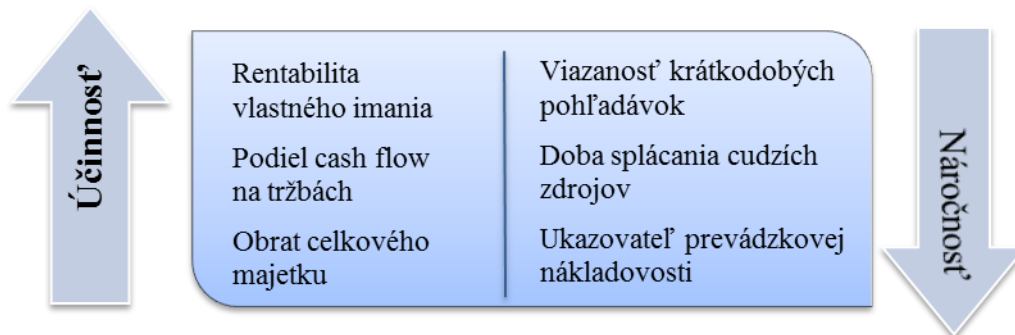 Účinnosť
Rentabilita
vlastného imania
Podiel cash flow
na tržbách
Obrat celkového
majetku
Viazanosť krátkodobých
pohľadávok
Doba splácania cudzích
zdrojov
Ukazovateľ prevádzkovej
nákladovosti
Náročnosť